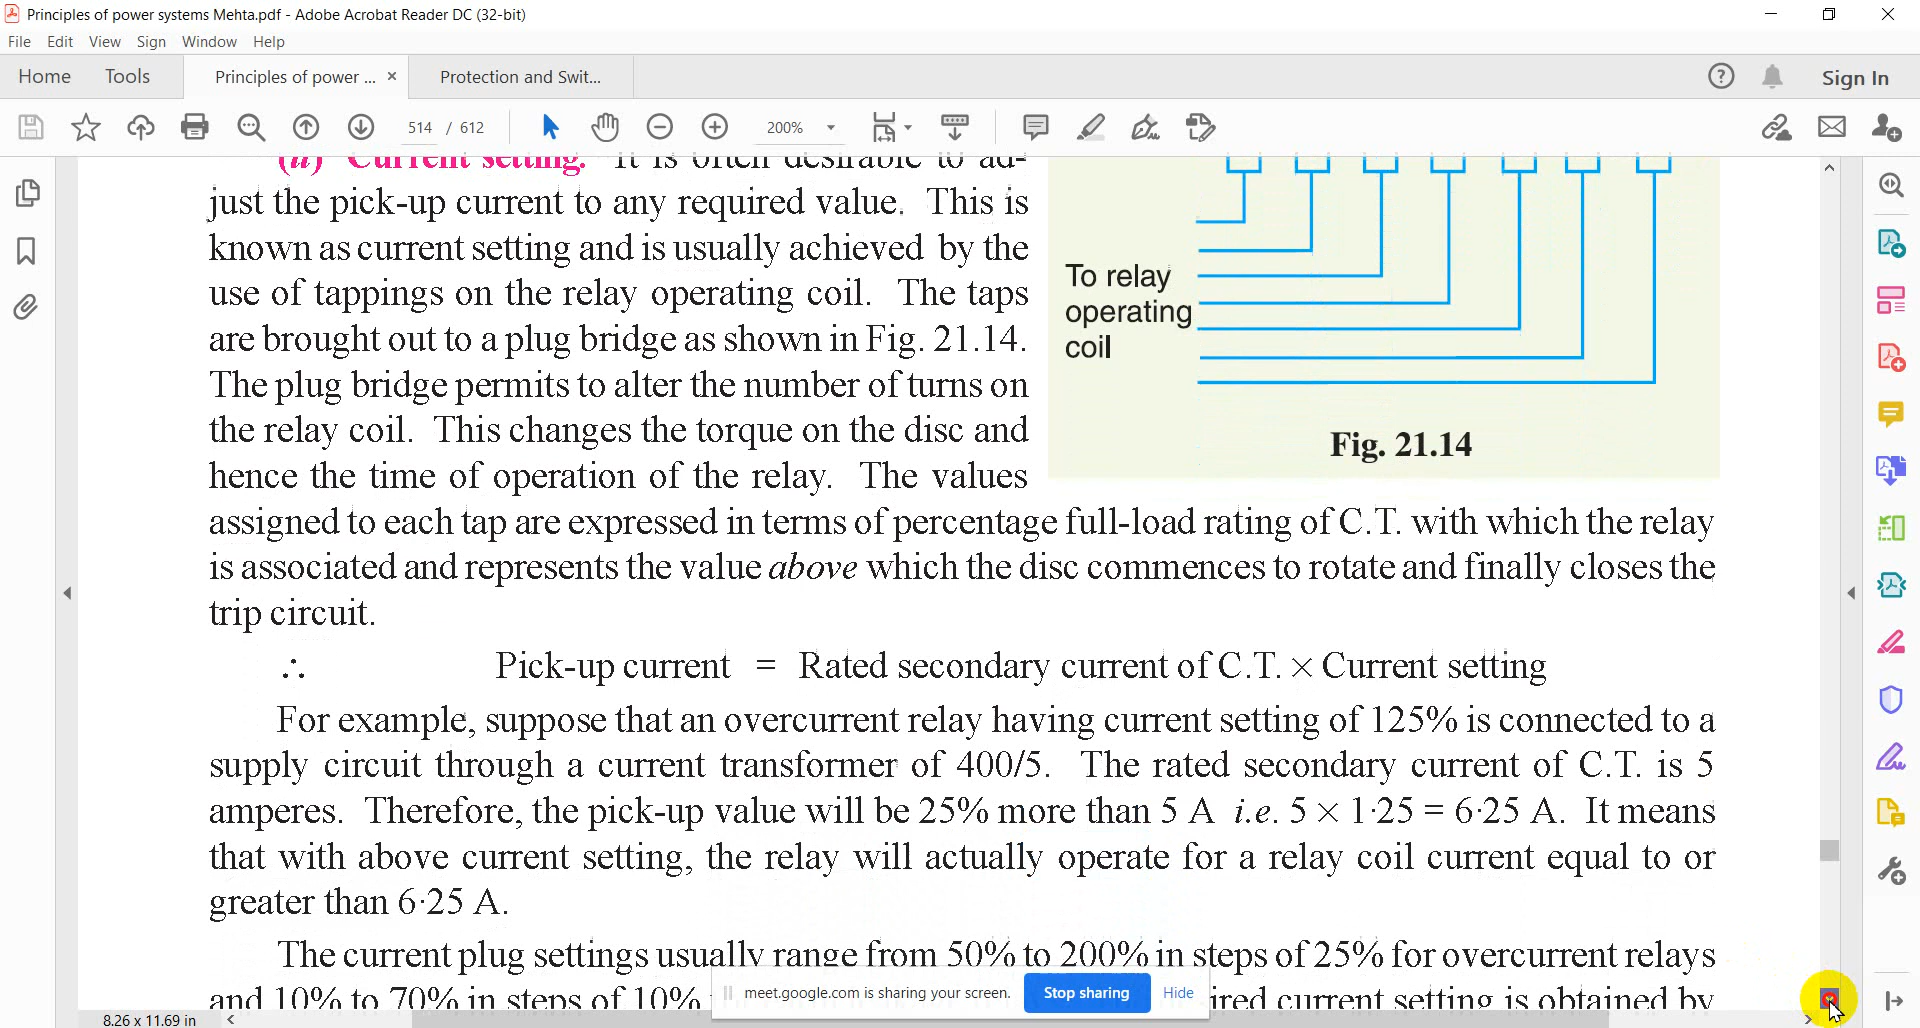 Principles of power systems Mehta.pdf - Adobe Acrobat Reader DC (32-bit)
File Edit View Sign Window Help
Home Tools Principles of power ... × Protection and Swit... Sign In
514 / 612 200%
(ii) Current setting. It is often desirable to ad-
just the pick-up current to any required value. This is
known as current setting and is usually achieved by the
use of tappings on the relay operating coil. The taps
are brought out to a plug bridge as shown in Fig. 21.14.
The plug bridge permits to alter the number of turns on
the relay coil. This changes the torque on the disc and
hence the time of operation of the relay. The values
To relay
operating
coil
Fig. 21.14
assigned to each tap are expressed in terms of percentage full-load rating of C.T. with which the relay
is associated and represents the value above which the disc commences to rotate and finally closes the
trip circuit.
∴ Pick-up current = Rated secondary current of C.T. × Current setting
For example, suppose that an overcurrent relay having current setting of 125% is connected to a
supply circuit through a current transformer of 400/5. The rated secondary current of C.T. is 5
amperes. Therefore, the pick-up value will be 25% more than 5 A i.e. 5 × 1·25 = 6·25 A. It means
that with above current setting, the relay will actually operate for a relay coil current equal to or
greater than 6·25 A.
The current plug settings usually range from 50% to 200% in steps of 25% for overcurrent relays
and 10% to 70% in steps of 10% ired current setting is obtained by
meet.google.com is sharing your screen. Stop sharing Hide
8.26 x 11.69 in